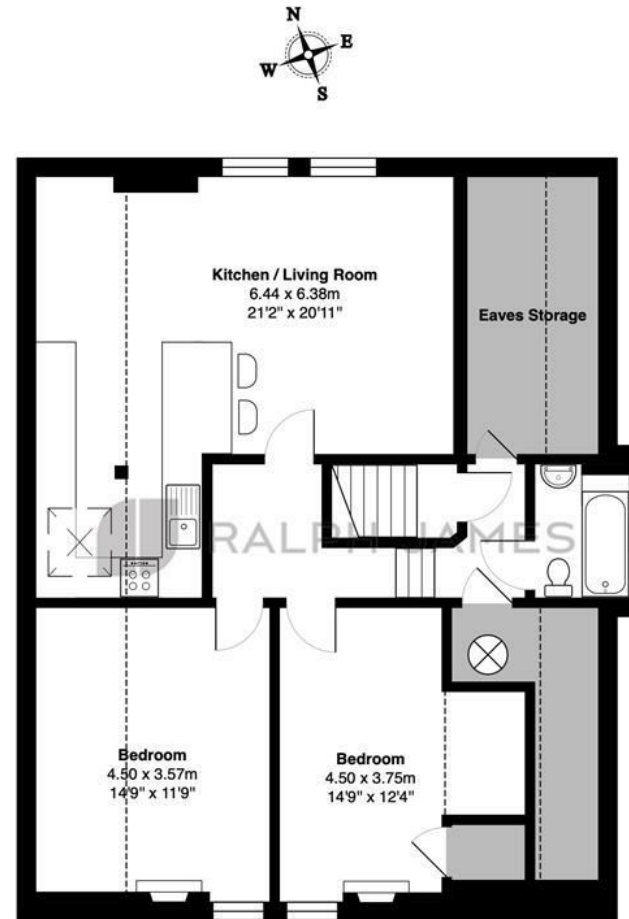 N
E
W
S
Kitchen / Living Room
6.44 x 6.38m
21'2" x 20'11"
Eaves Storage
RALPH JAMES
Bedroom
4.50 x 3.57m
14'9" x 11'9"
Bedroom
4.50 x 3.75m
14'9" x 12'4"